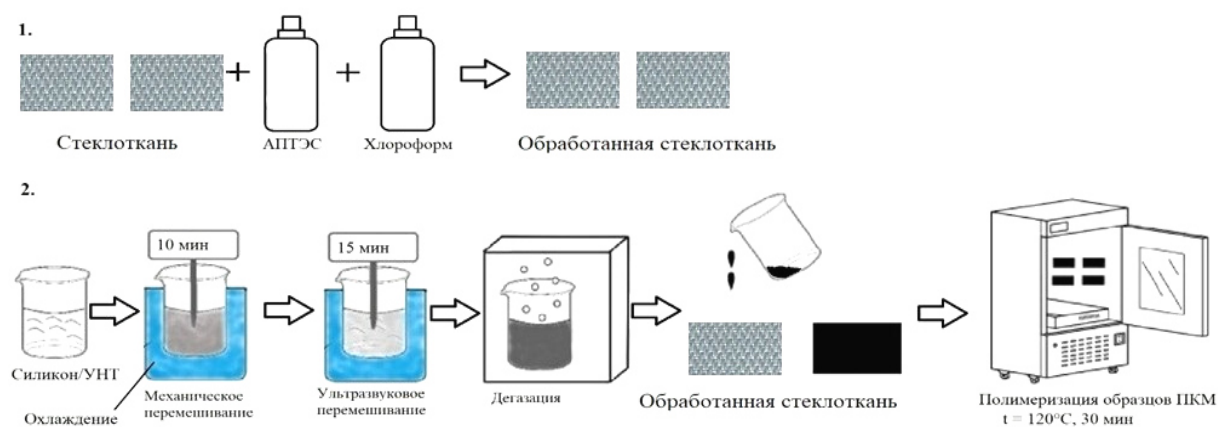 1.
Стеклоткань
АПТЭС
Хлороформ
Обработанная стеклоткань
2.
10 мин
15 мин
Силикон/УНТ
Охлаждение
Механическое
перемешивание
Ультразвуковое
перемешивание
Дегазация
Обработанная стеклоткань
Полимеризация образцов ПКМ
t = 120°C, 30 мин